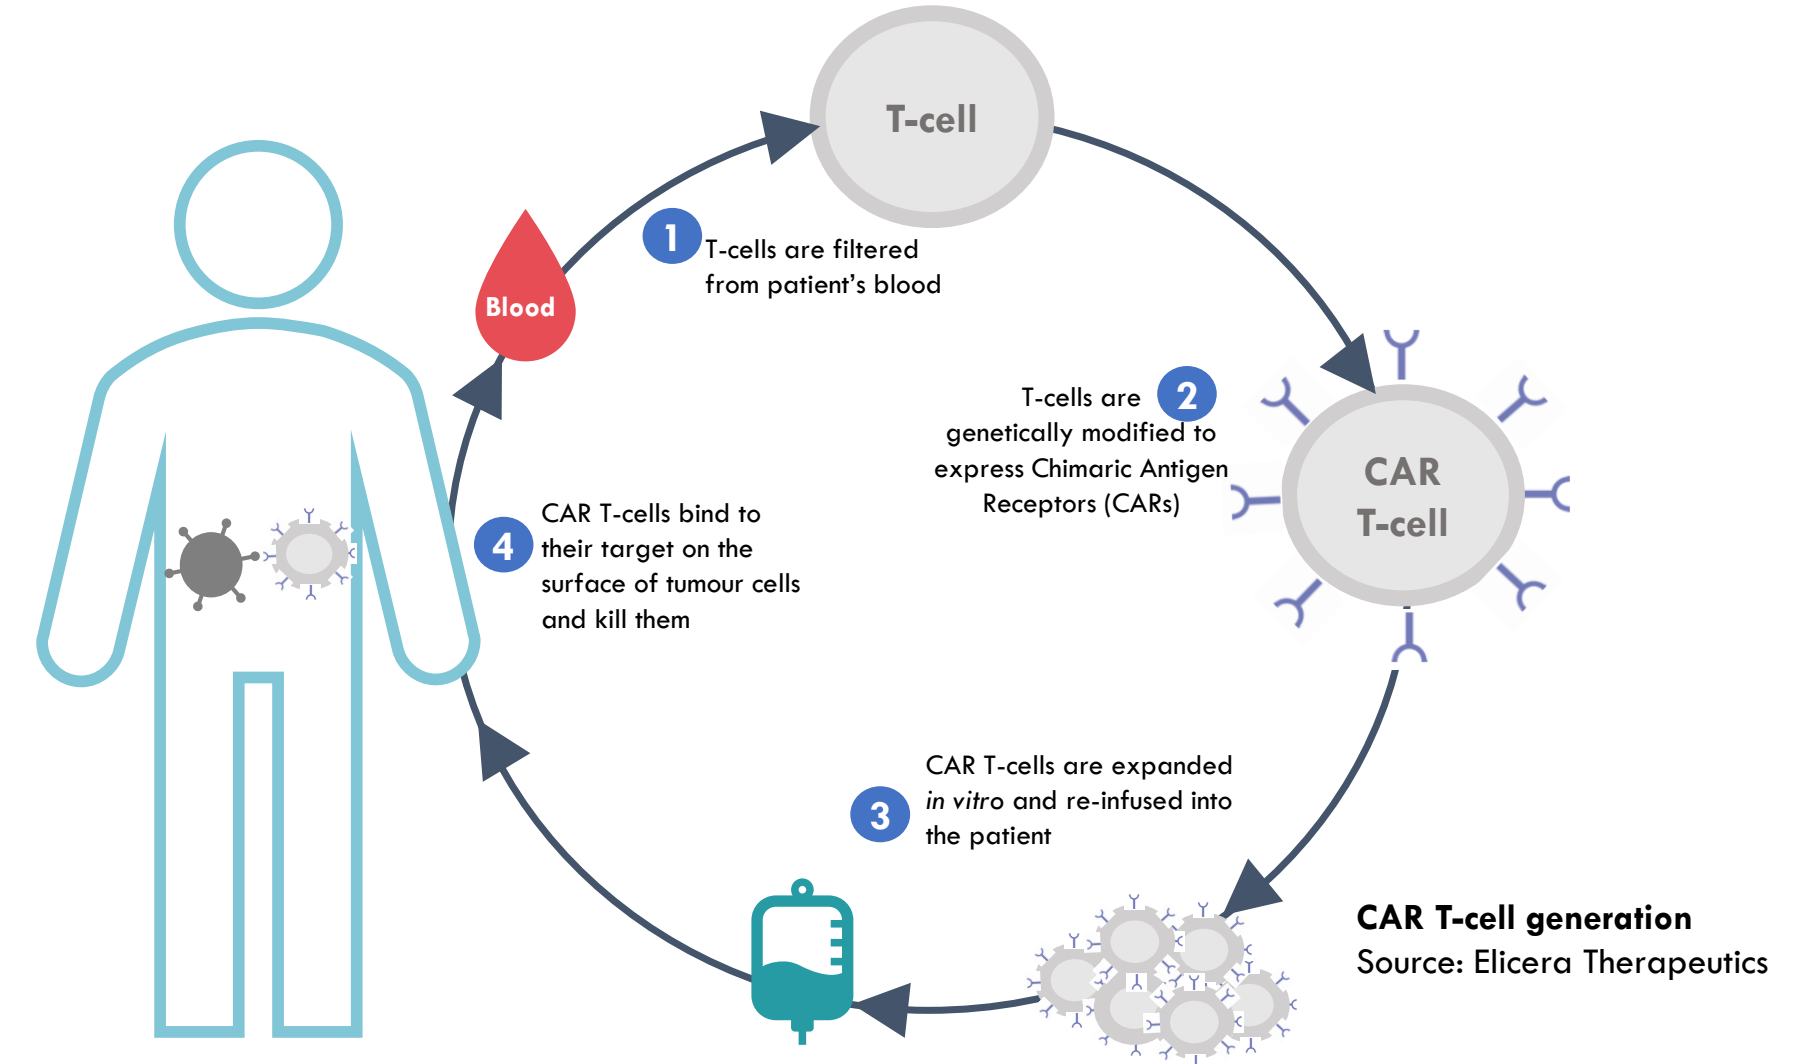 T-cell
Blood
1
T-cells are filtered
from patient's blood
2
T-cells are
genetically modified to
express Chimaric Antigen
Receptors (CARs)
CAR
T-cell
3
CAR T-cells are expanded
in vitro and re-infused into
the patient
4
CAR T-cells bind to
their target on the
surface of tumour cells
and kill them
CAR T-cell generation
Source: Elicera Therapeutics